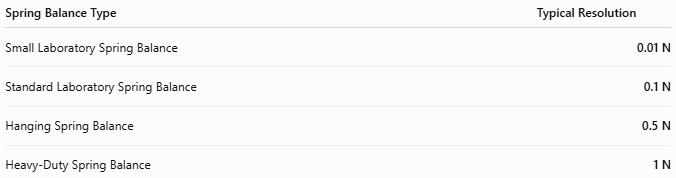 Spring Balance Type Typical Resolution
Small Laboratory Spring Balance 0.01 N
Standard Laboratory Spring Balance 0.1 N
Hanging Spring Balance 0.5 N
Heavy-Duty Spring Balance 1 N